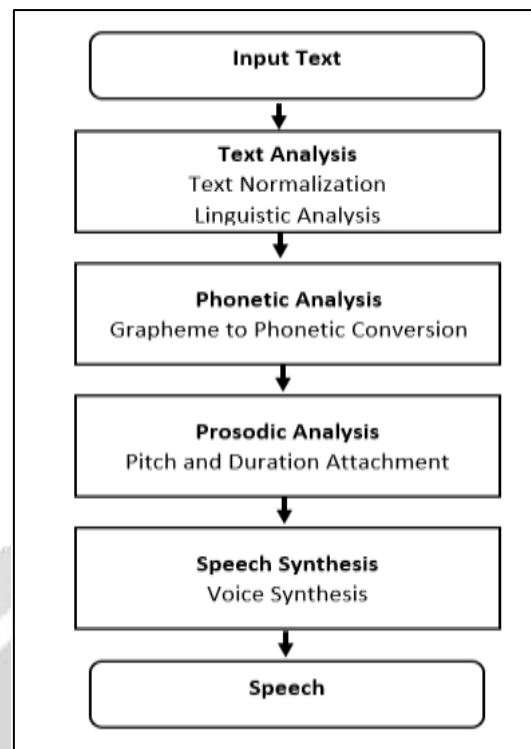 Input Text
Text Analysis
Text Normalization
Linguistic Analysis
Phonetic Analysis
Grapheme to Phonetic Conversion
Prosodic Analysis
Pitch and Duration Attachment
Speech Synthesis
Voice Synthesis
Speech